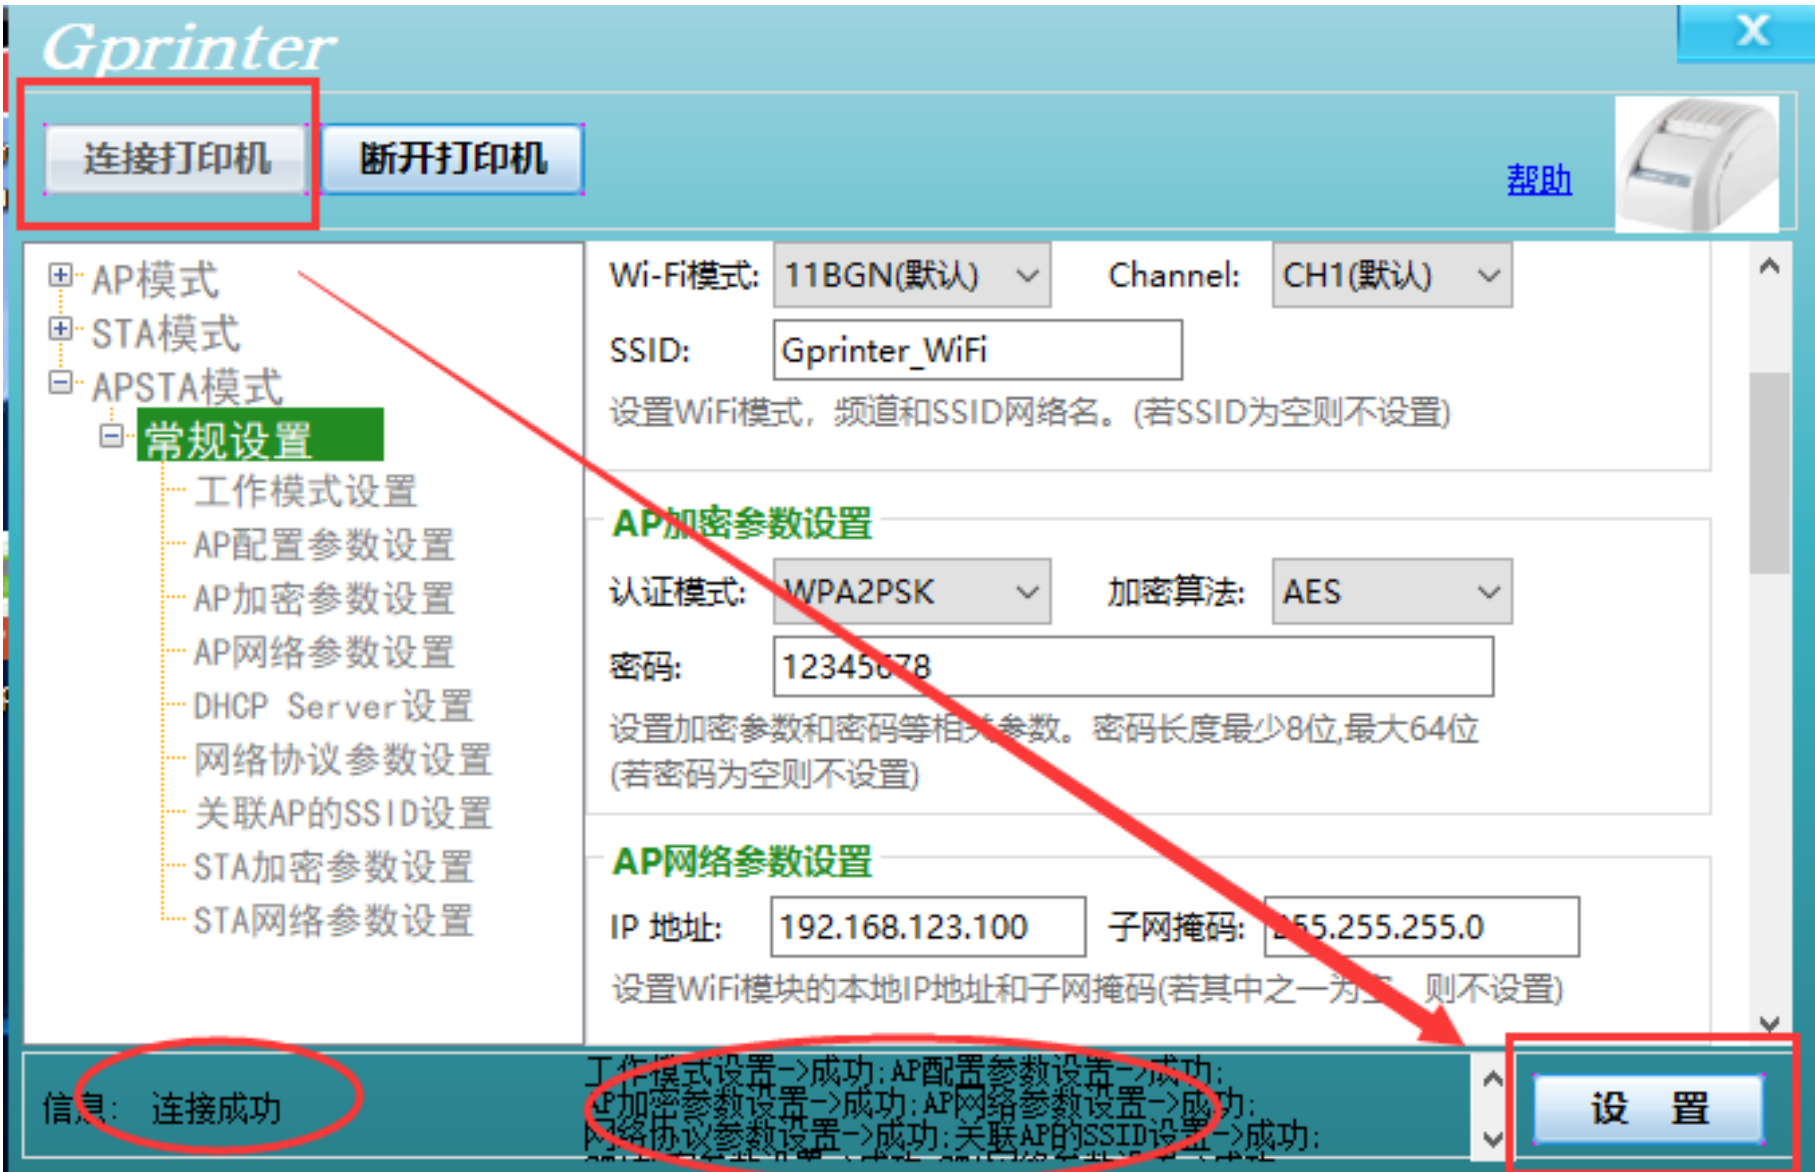 Gprinter
X
连接打印机 断开打印机
帮助
AP模式
STA模式
APSTA模式
常规设置
工作模式设置
AP配置参数设置
AP加密参数设置
AP网络参数设置
DHCP Server设置
网络协议参数设置
关联AP的SSID设置
STA加密参数设置
STA网络参数设置
Wi-Fi模式: 11BGN(默认) Channel: CH1(默认)
SSID: Gprinter_WiFi
设置WiFi模式，频道和SSID网络名。(若SSID为空则不设置)
AP加密参数设置
认证模式: WPA2PSK 加密算法: AES
密码: 12345678
设置加密参数和密码等相关参数。密码长度最少8位,最大64位
(若密码为空则不设置)
AP网络参数设置
IP 地址: 192.168.123.100 子网掩码: 255.255.255.0
设置WiFi模块的本地IP地址和子网掩码(若其中之一为空 则不设置)
信息: 连接成功
工作模式设置->成功;AP配置参数设置->成功;
AP加密参数设置->成功;AP网络参数设置->成功;
网络协议参数设置->成功;关联AP的SSID设置->成功;
设 置